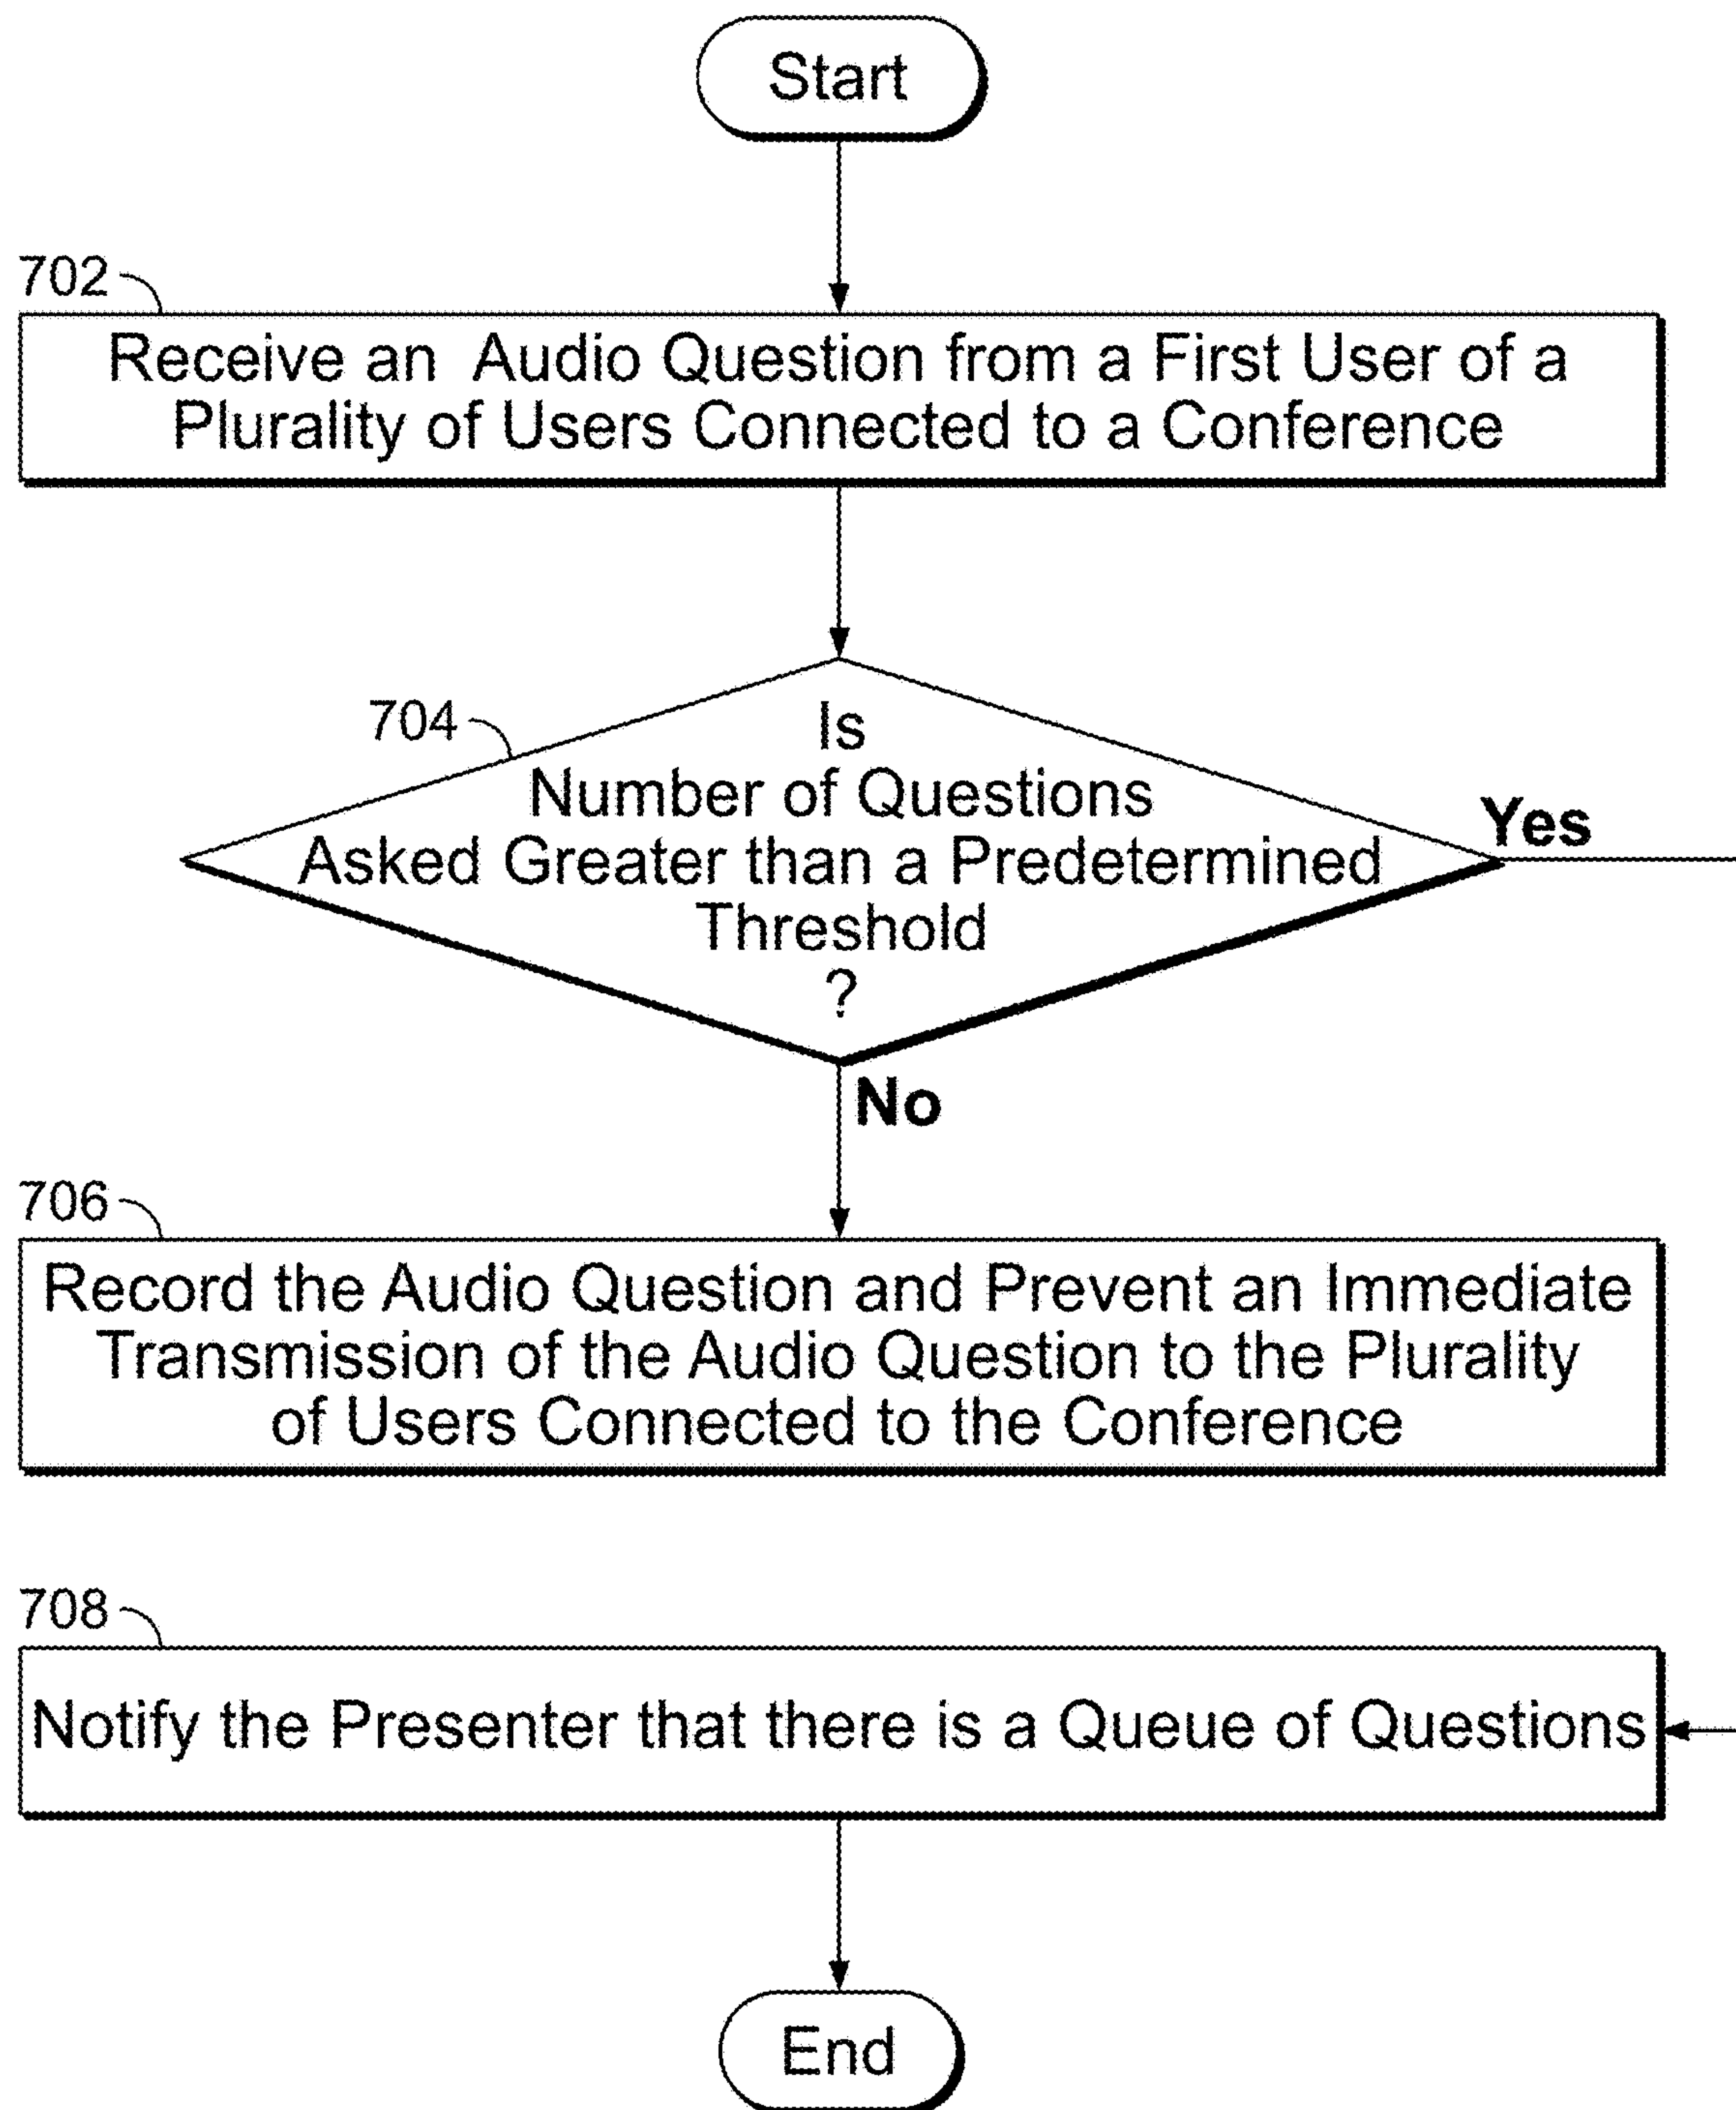 Start
702
Receive an Audio Question from a First User of a
Plurality of Users Connected to a Conference
704
Is
Number of Questions
Asked Greater than a Predetermined
Threshold
?
Yes
No
706
Record the Audio Question and Prevent an Immediate
Transmission of the Audio Question to the Plurality
of Users Connected to the Conference
708
Notify the Presenter that there is a Queue of Questions
End